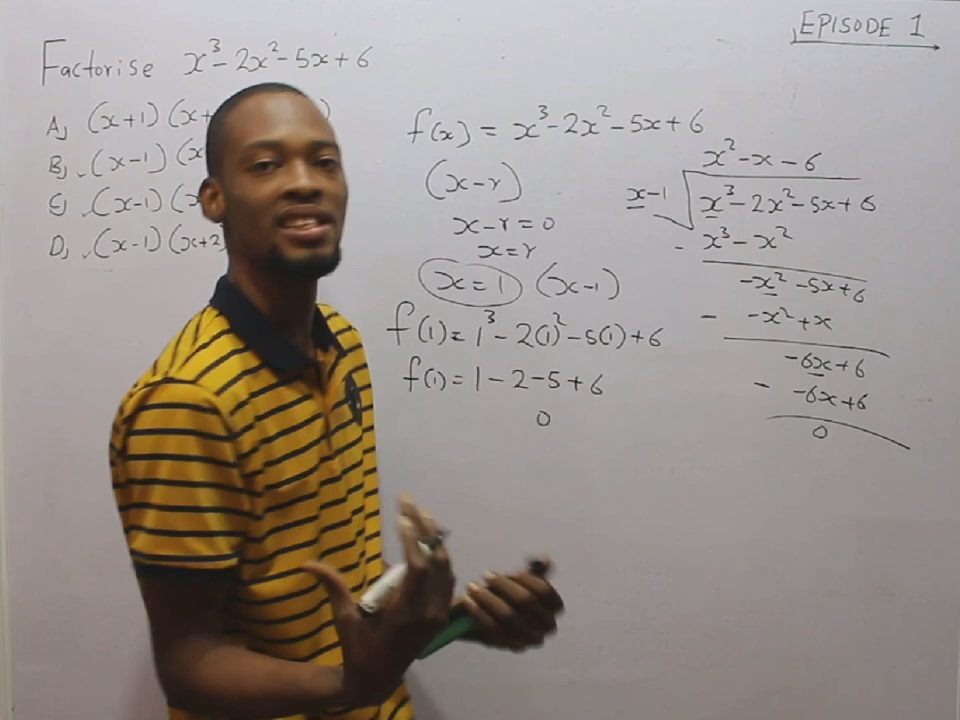 EPISODE 1
Factorise x³ - 2x² - 5x + 6
A, (x+1) (x+ )
B, (x-1) (x
C, (x-1) (x
D, (x-1) (x+2)
f(x) = x³ - 2x² - 5x + 6
(x-r)
x-r = 0
x = r
x = 1 (x-1)
f(1) = 1³ - 2(1)² - 5(1) + 6
f(1) = 1 - 2 - 5 + 6
0
x² - x - 6
x-1 x³ - 2x² - 5x + 6
- x³ - x²
-x² - 5x + 6
- -x² + x
-6x + 6
- -6x + 6
0